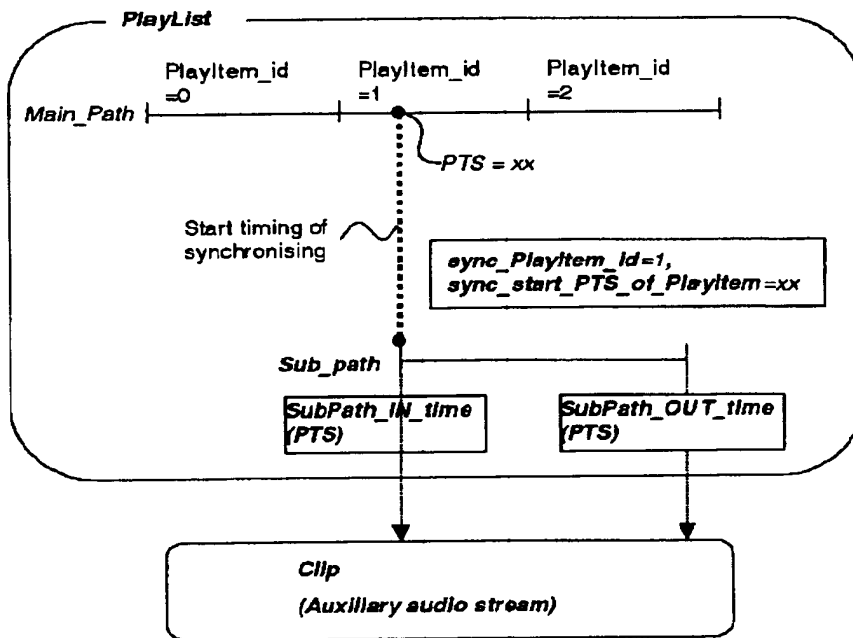 PlayList
PlayItem_id
=0
PlayItem_id
=1
PlayItem_id
=2
Main_Path
PTS = xx
Start timing of
synchronising
sync_PlayItem_id=1,
sync_start_PTS_of_PlayItem=xx
Sub_path
SubPath_IN_time
(PTS)
SubPath_OUT_time
(PTS)
Clip
(Auxiliary audio stream)